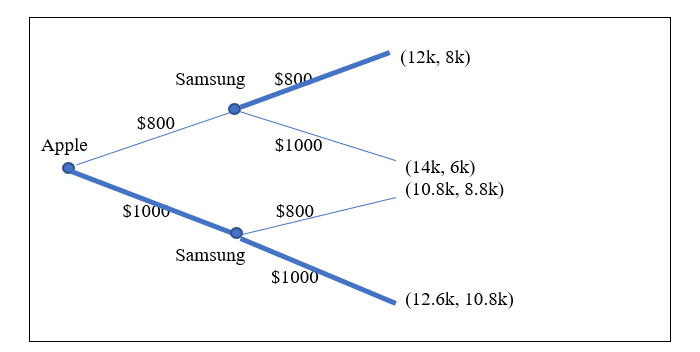 Samsung
$800
(12k, 8k)
$800
Apple
$1000
(14k, 6k)
(10.8k, 8.8k)
$1000
$800
Samsung
$1000
(12.6k, 10.8k)